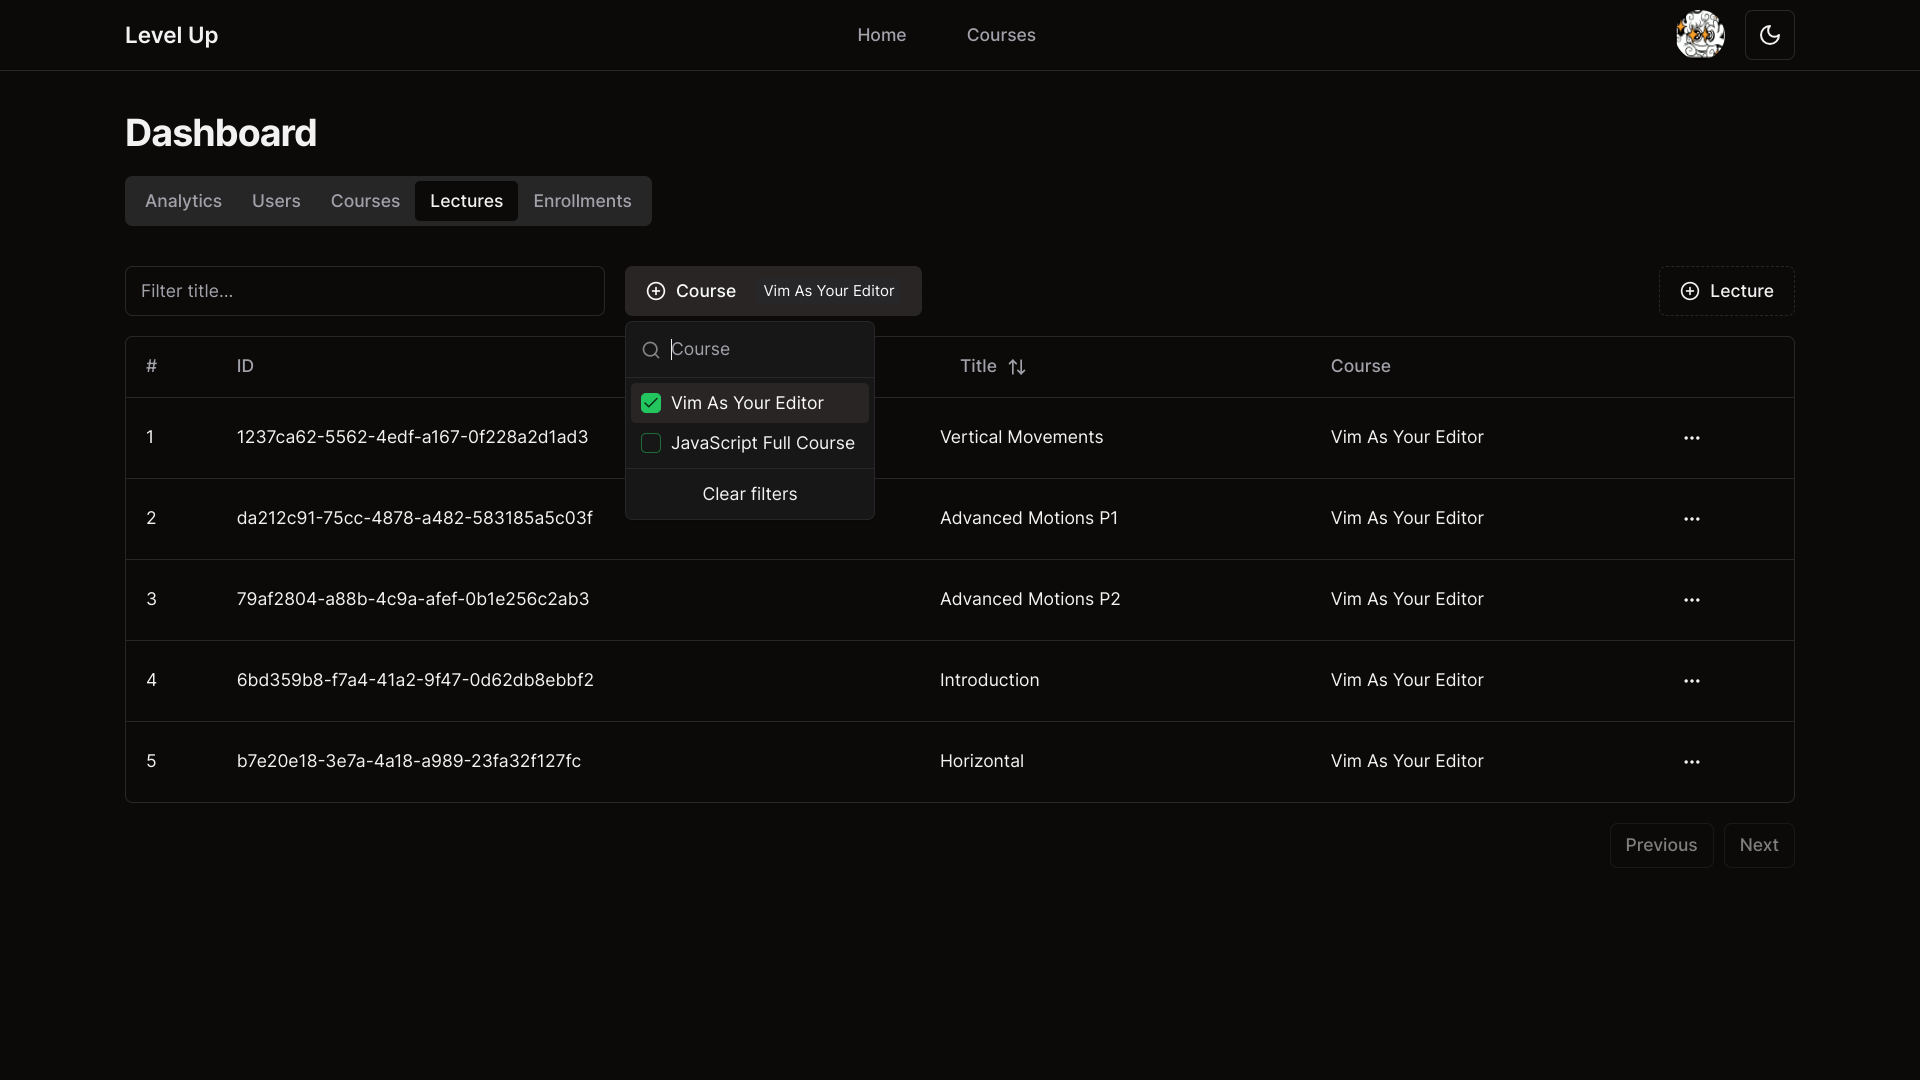 Level Up
Home
Courses
Dashboard
Analytics
Users
Courses
Lectures
Enrollments
Filter title...
Course
Vim As Your Editor
Lecture
Course
Vim As Your Editor
JavaScript Full Course
Clear filters
# ID Title Course
1 1237ca62-5562-4edf-a167-0f228a2d1ad3 Vertical Movements Vim As Your Editor
2 da212c91-75cc-4878-a482-583185a5c03f Advanced Motions P1 Vim As Your Editor
3 79af2804-a88b-4c9a-afef-0b1e256c2ab3 Advanced Motions P2 Vim As Your Editor
4 6bd359b8-f7a4-41a2-9f47-0d62db8ebbf2 Introduction Vim As Your Editor
5 b7e20e18-3e7a-4a18-a989-23fa32f127fc Horizontal Vim As Your Editor
Previous
Next